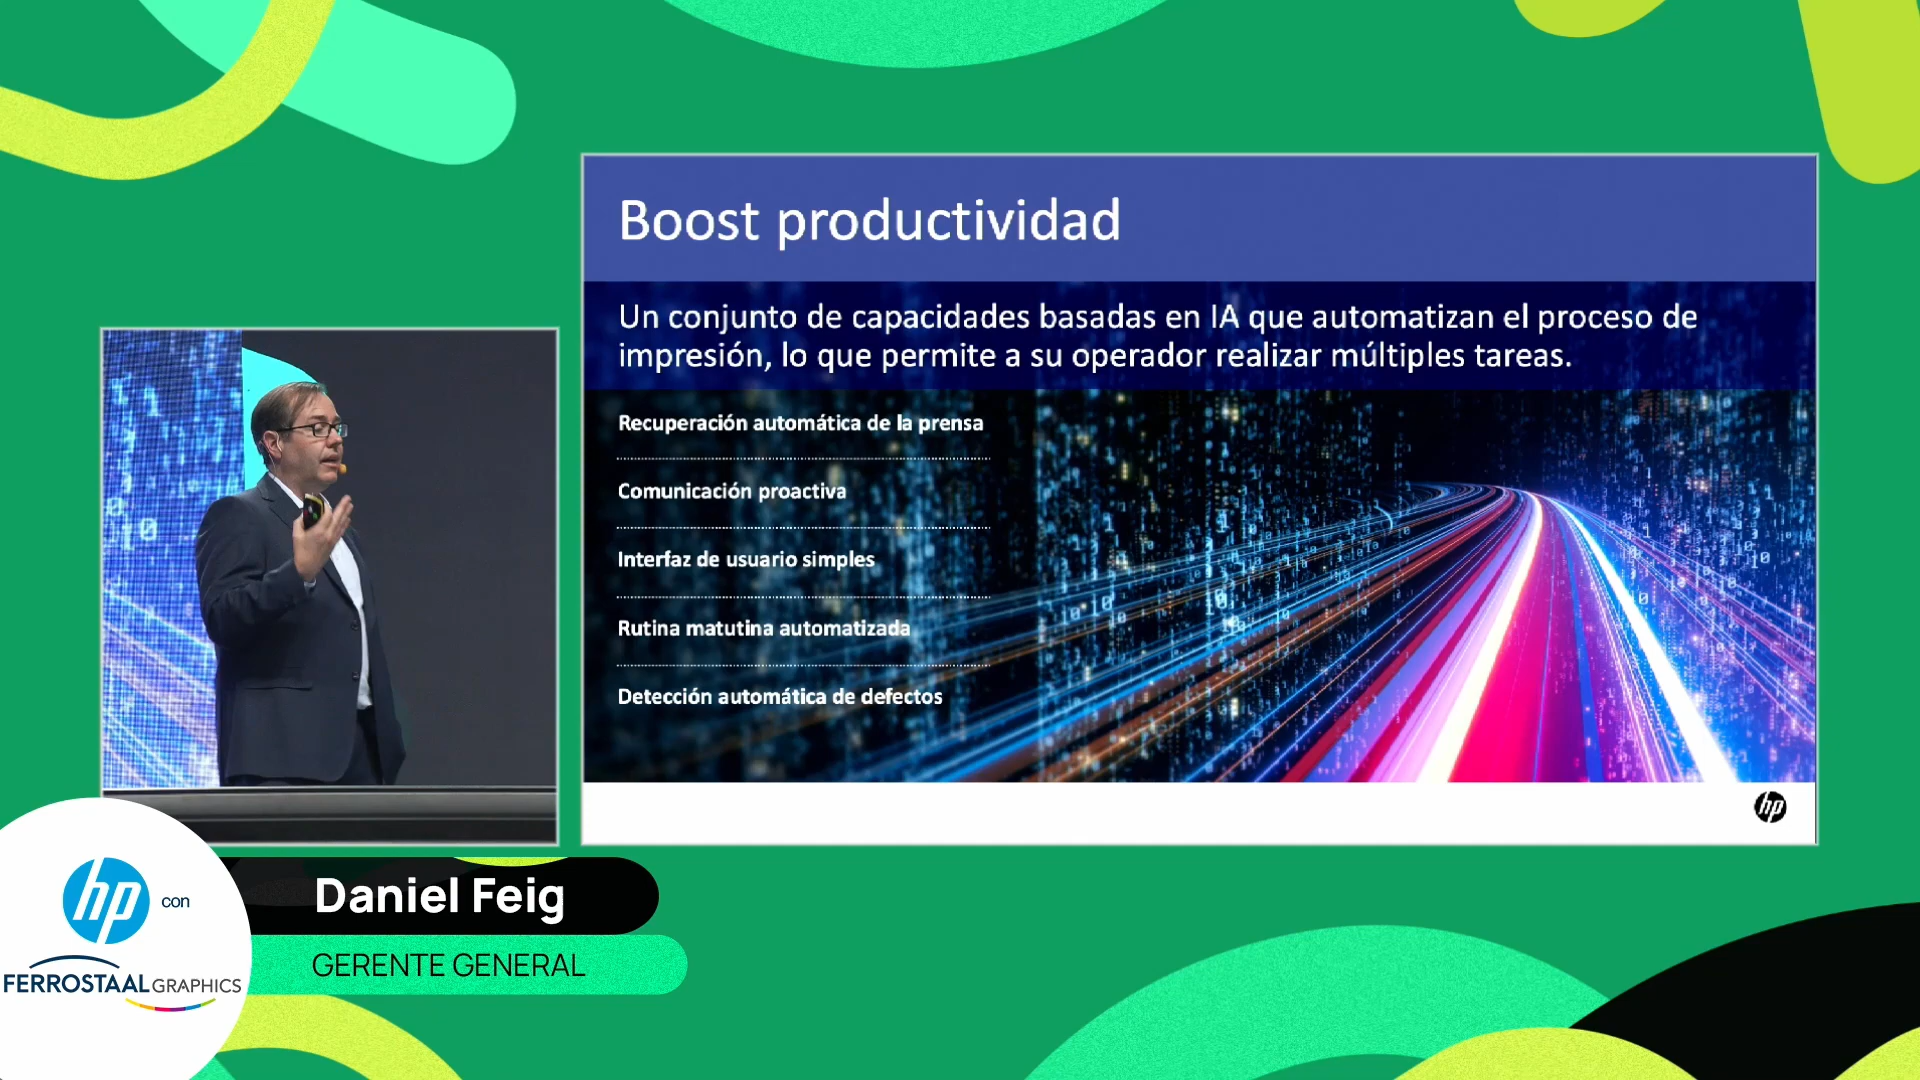 Boost productividad
Un conjunto de capacidades basadas en IA que automatizan el proceso de
impresión, lo que permite a su operador realizar múltiples tareas.
Recuperación automática de la prensa
Comunicación proactiva
Interfaz de usuario simples
Rutina matutina automatizada
Detección automática de defectos
hp
hp con
FERROSTAAL GRAPHICS
Daniel Feig
GERENTE GENERAL